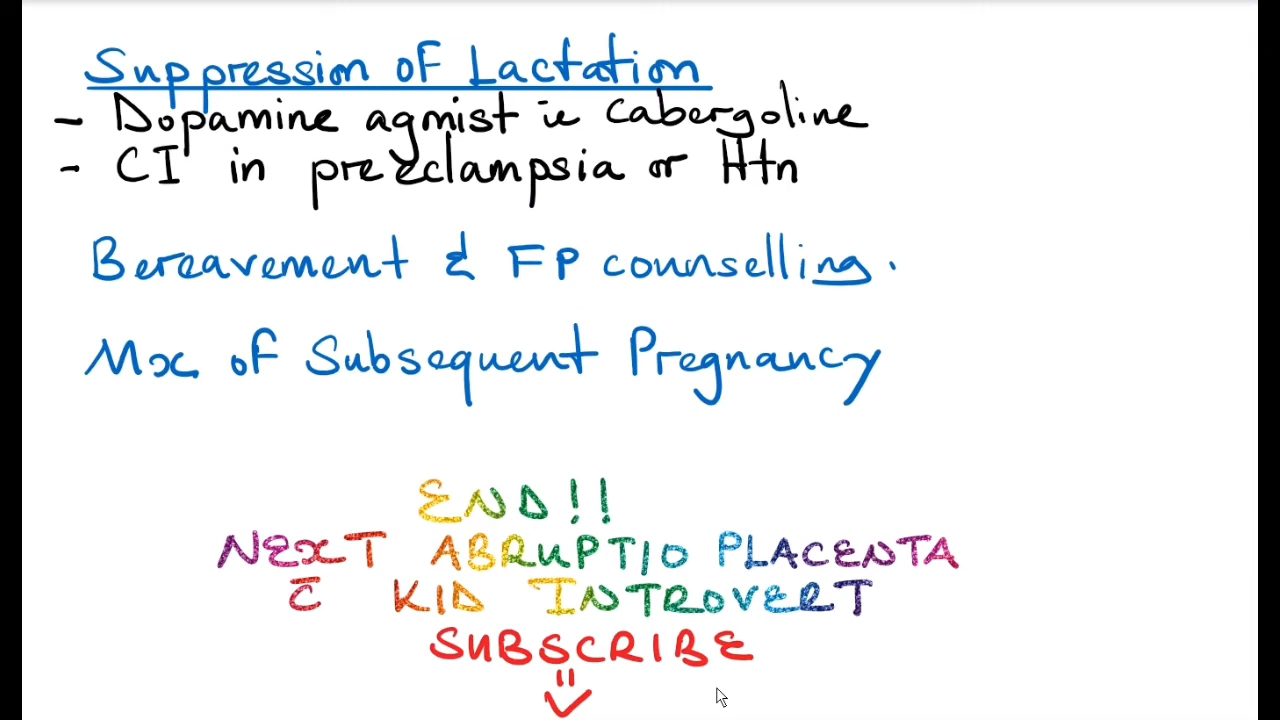 Suppression of Lactation
- Dopamine agonist ie Cabergoline
- CI in preeclampsia or Htn
Bereavement & FP counselling.
Mx of Subsequent Pregnancy
END!!
NEXT ABRUPTIO PLACENTA
c̄ KID INTROVERT
SUBSCRIBE